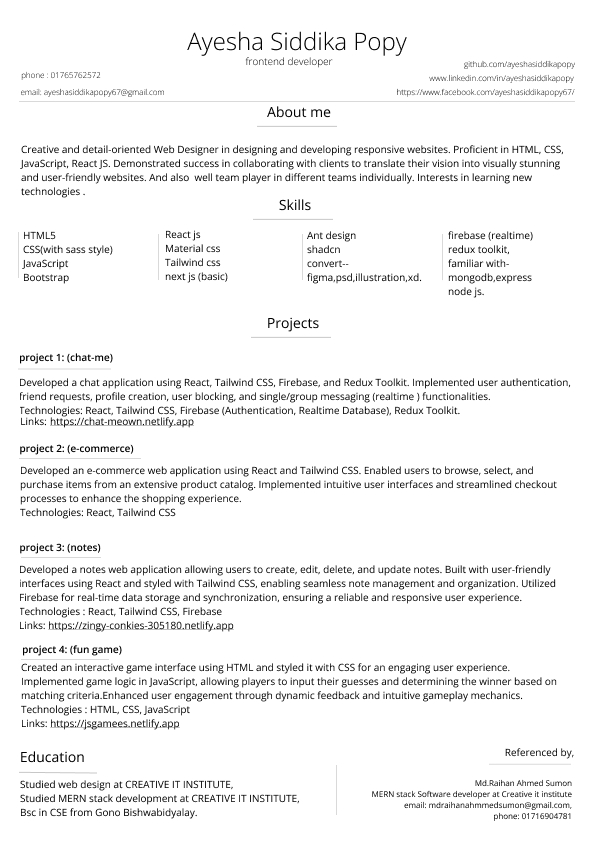 Ayesha Siddika Popy
frontend developer
phone : 01765762572
email: ayeshasiddikapopy67@gmail.com
github.com/ayeshasiddikapopy
www.linkedin.com/in/ayeshasiddikapopy
https://www.facebook.com/ayeshasiddikapopy67/
About me
Creative and detail-oriented Web Designer in designing and developing responsive websites. Proficient in HTML, CSS,
JavaScript, React JS. Demonstrated success in collaborating with clients to translate their vision into visually stunning
and user-friendly websites. And also well team player in different teams individually. Interests in learning new
technologies .
Skills
HTML5
CSS(with sass style)
JavaScript
Bootstrap
React js
Material css
Tailwind css
next js (basic)
Ant design
shadcn
convert--
figma,psd,illustration,xd.
firebase (realtime)
redux toolkit,
familiar with-
mongodb,express
node js.
Projects
project 1: (chat-me)
Developed a chat application using React, Tailwind CSS, Firebase, and Redux Toolkit. Implemented user authentication,
friend requests, profile creation, user blocking, and single/group messaging (realtime ) functionalities.
Technologies: React, Tailwind CSS, Firebase (Authentication, Realtime Database), Redux Toolkit.
Links: https://chat-meown.netlify.app
project 2: (e-commerce)
Developed an e-commerce web application using React and Tailwind CSS. Enabled users to browse, select, and
purchase items from an extensive product catalog. Implemented intuitive user interfaces and streamlined checkout
processes to enhance the shopping experience.
Technologies: React, Tailwind CSS
project 3: (notes)
Developed a notes web application allowing users to create, edit, delete, and update notes. Built with user-friendly
interfaces using React and styled with Tailwind CSS, enabling seamless note management and organization. Utilized
Firebase for real-time data storage and synchronization, ensuring a reliable and responsive user experience.
Technologies : React, Tailwind CSS, Firebase
Links: https://zingy-conkies-305180.netlify.app
project 4: (fun game)
Created an interactive game interface using HTML and styled it with CSS for an engaging user experience.
Implemented game logic in JavaScript, allowing players to input their guesses and determining the winner based on
matching criteria.Enhanced user engagement through dynamic feedback and intuitive gameplay mechanics.
Technologies : HTML, CSS, JavaScript
Links: https://jsgamees.netlify.app
Education
Studied web design at CREATIVE IT INSTITUTE,
Studied MERN stack development at CREATIVE IT INSTITUTE,
Bsc in CSE from Gono Bishwabidyalay.
Referenced by,
Md.Raihan Ahmed Sumon
MERN stack Software developer at Creative it institute
email: mdraihanahmmedsumon@gmail.com,
phone: 01716904781